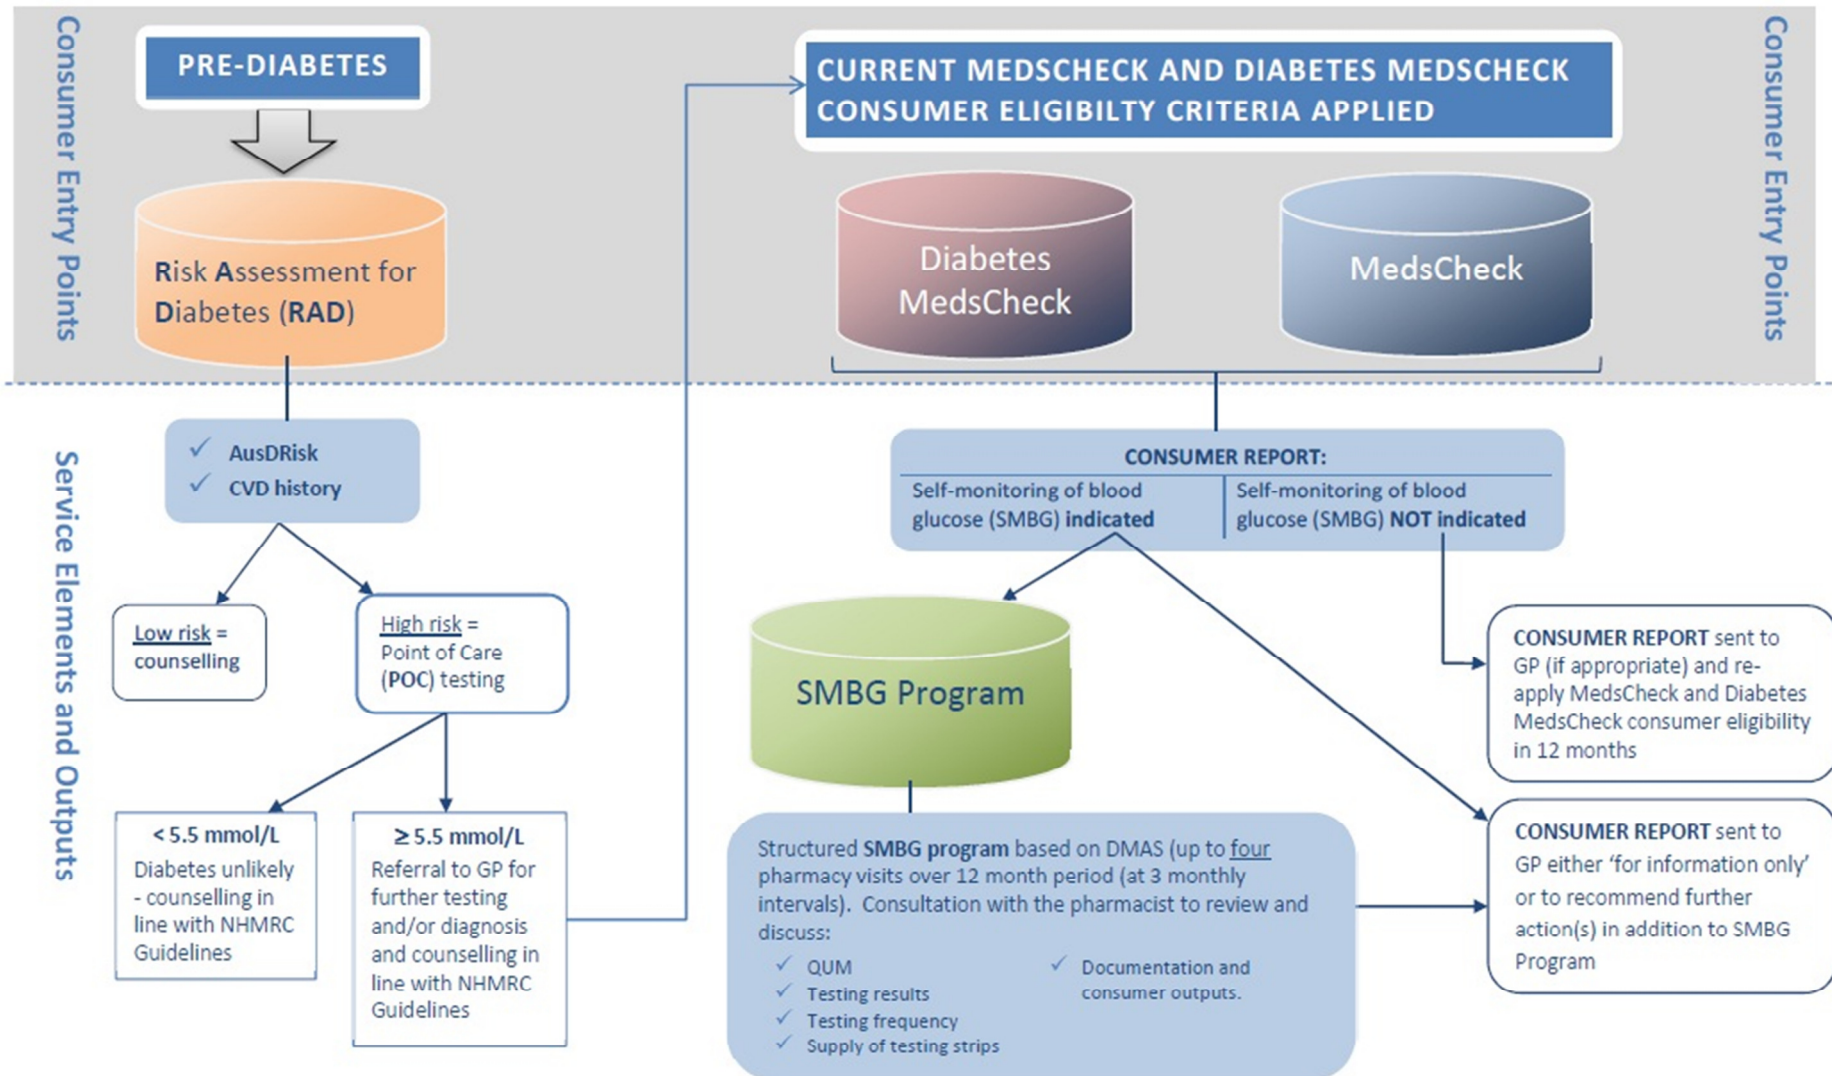 Consumer Entry Points
PRE-DIABETES
Risk Assessment for
Diabetes (RAD)
CURRENT MEDSCHECK AND DIABETES MEDSCHECK
CONSUMER ELIGIBILTY CRITERIA APPLIED
Diabetes
MedsCheck
MedsCheck
Consumer Entry Points
Service Elements and Outputs
✓ AusDRisk
✓ CVD history
Low risk =
counselling
High risk =
Point of Care
(POC) testing
< 5.5 mmol/L
Diabetes unlikely
- counselling in
line with NHMRC
Guidelines
≥ 5.5 mmol/L
Referral to GP for
further testing
and/or diagnosis
and counselling in
line with NHMRC
Guidelines
CONSUMER REPORT:
Self-monitoring of blood
glucose (SMBG) indicated
Self-monitoring of blood
glucose (SMBG) NOT indicated
SMBG Program
Structured SMBG program based on DMAS (up to four
pharmacy visits over 12 month period (at 3 monthly
intervals). Consultation with the pharmacist to review and
discuss:
✓ QUM
✓ Testing results
✓ Testing frequency
✓ Supply of testing strips
✓ Documentation and
consumer outputs.
CONSUMER REPORT sent to
GP (if appropriate) and re-
apply MedsCheck and Diabetes
MedsCheck consumer eligibility
in 12 months
CONSUMER REPORT sent to
GP either ‘for information only’
or to recommend further
action(s) in addition to SMBG
Program